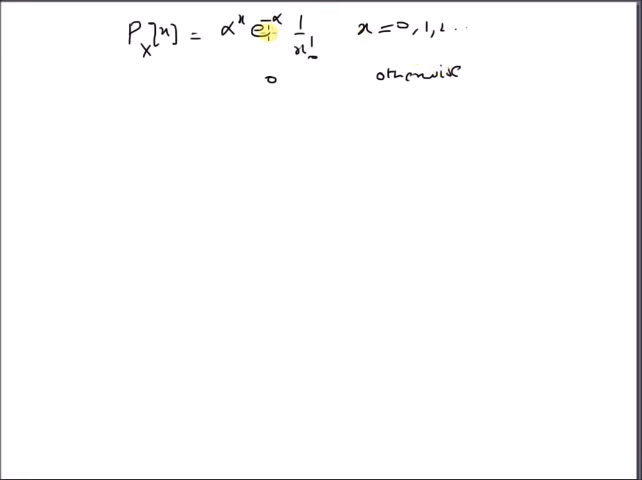 P_X[x] = α^x e^{-α} 1/x! x = 0, 1, 2 ...
0 otherwise